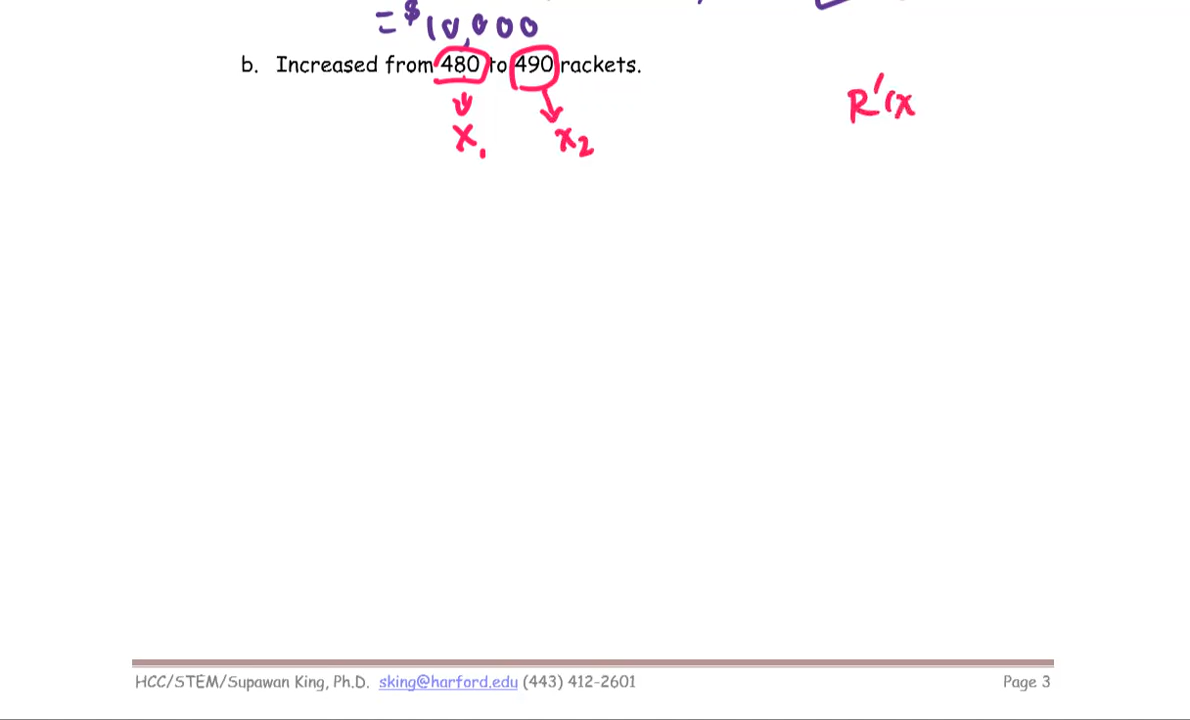 = $10,000
b. Increased from 480 to 490 rackets.
R'(x
x₁ x₂
HCC/STEM/Supawan King, Ph.D. sking@harford.edu (443) 412-2601 Page 3